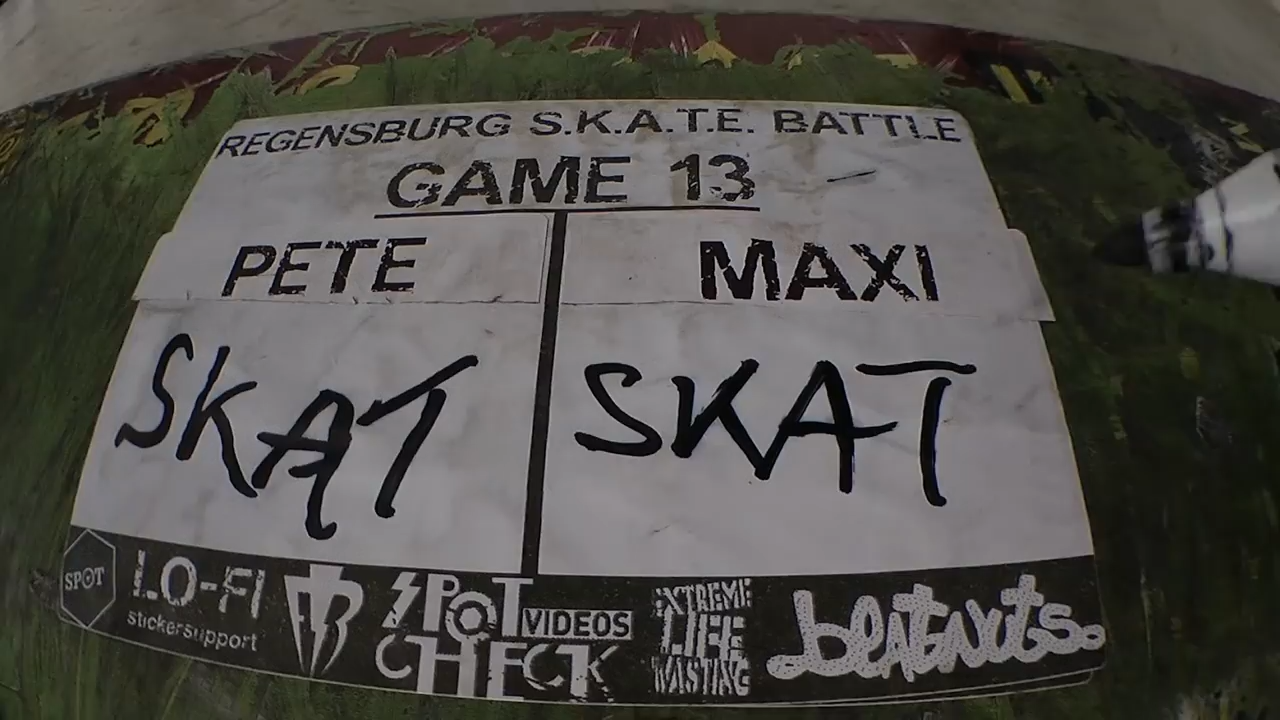 REGENSBURG S.K.A.T.E. BATTLE
GAME 13
PETE MAXI
SKAT SKAT
SPOT
LO-FI
stickersupport
SPOT
CHECK
VIDEOS
EXTREME
LIFE
WASTING
beatnuts.